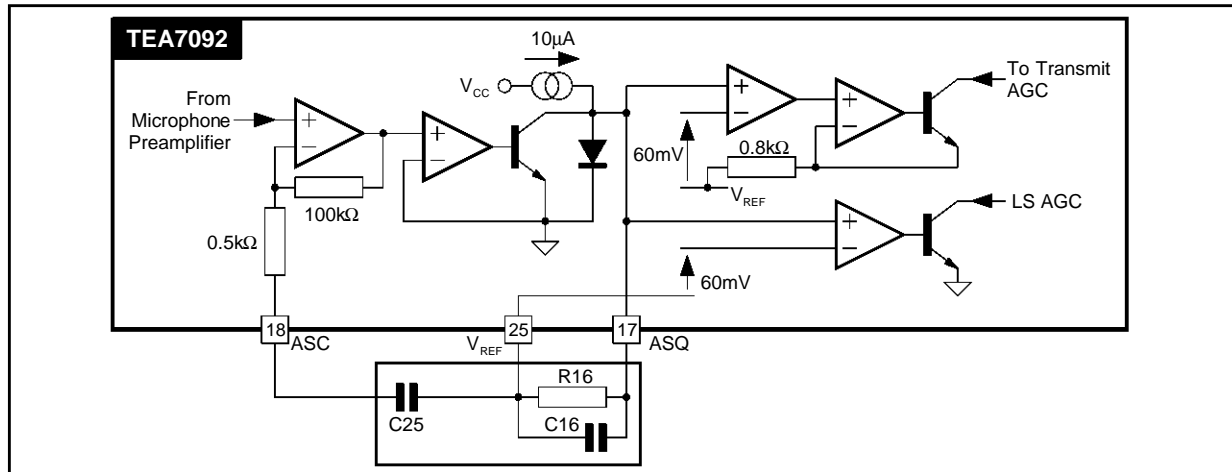 TEA7092
10µA
V_CC
From
Microphone
Preamplifier
+
−
+
−
+
−
+
−
To Transmit
AGC
60mV
0.8kΩ
V_REF
100kΩ
0.5kΩ
+
−
LS AGC
60mV
18
ASC
25
V_REF
17
ASQ
R16
C25
C16